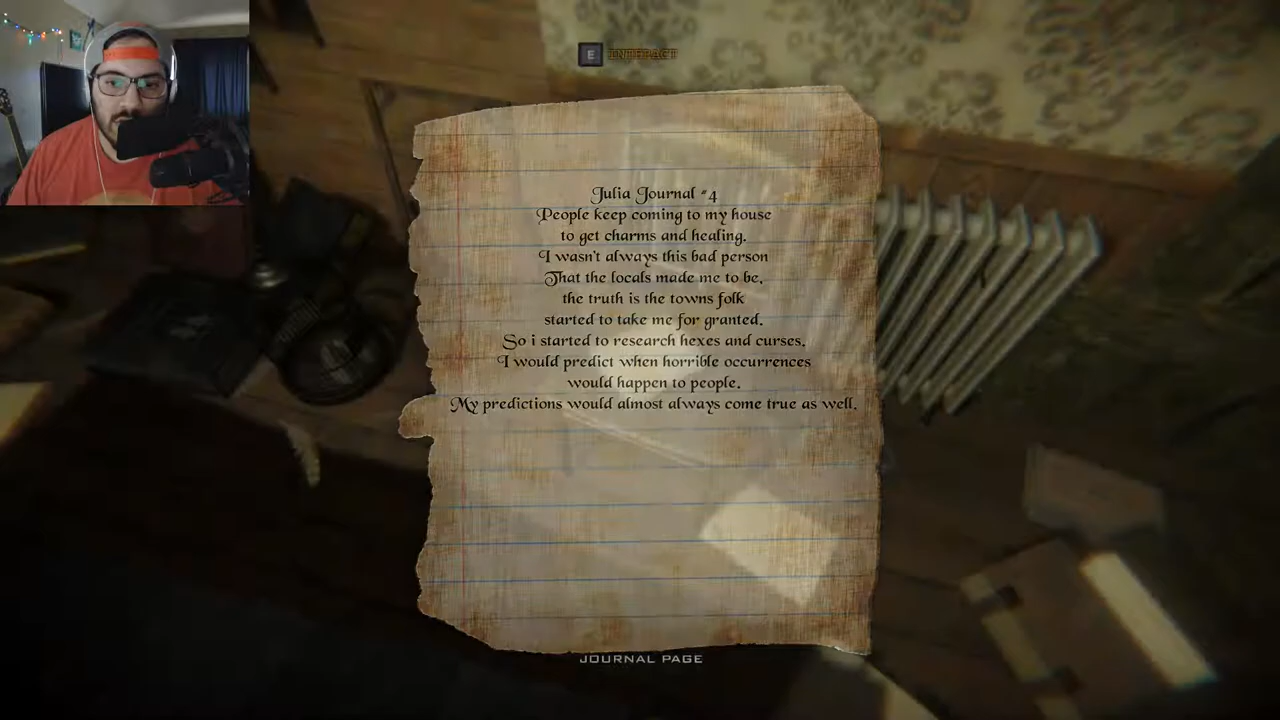 E INTERACT
Julia Journal #4
People keep coming to my house
to get charms and healing.
I wasn't always this bad person
That the locals made me to be,
the truth is the towns folk
started to take me for granted.
So i started to research hexes and curses,
I would predict when horrible occurrences
would happen to people.
My predictions would almost always come true as well.
JOURNAL PAGE